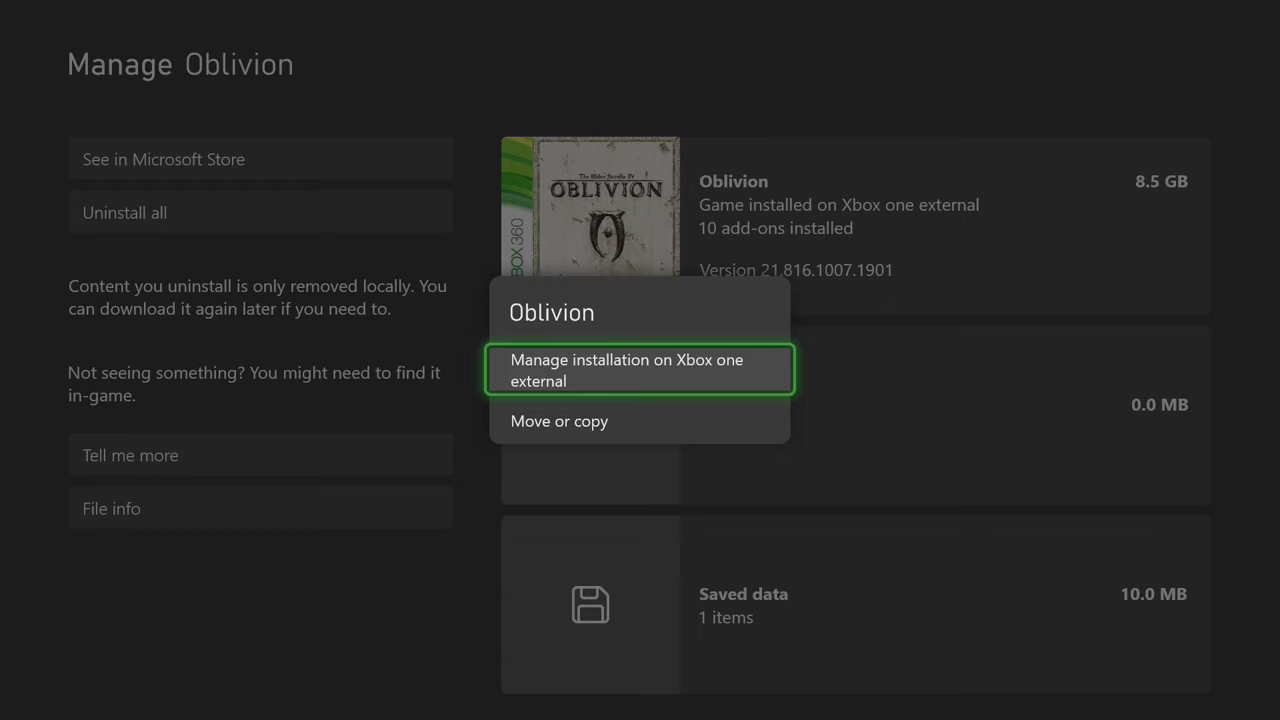 Manage Oblivion
See in Microsoft Store
Uninstall all
Content you uninstall is only removed locally. You
can download it again later if you need to.
Not seeing something? You might need to find it
in-game.
Tell me more
File info
The Elder Scrolls IV
OBLIVION
XBOX 360
Oblivion
8.5 GB
Game installed on Xbox one external
10 add-ons installed
Version 21.816.1007.1901
Oblivion
Manage installation on Xbox one
external
Move or copy
0.0 MB
Saved data
10.0 MB
1 items